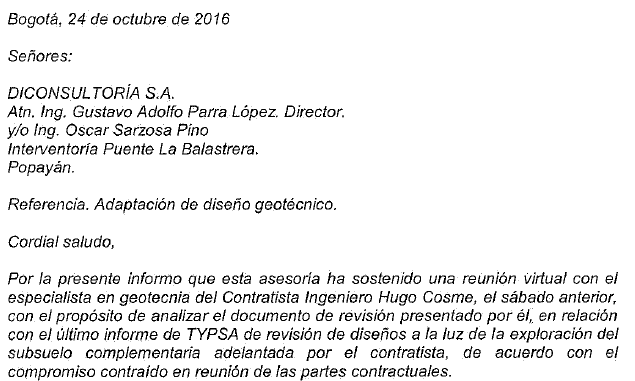 Bogotá, 24 de octubre de 2016
Señores:
DICONSULTORÍA S.A.
Atn. Ing. Gustavo Adolfo Parra López. Director.
y/o Ing. Oscar Sarzosa Pino
Interventoría Puente La Balastrera.
Popayán.
Referencia. Adaptación de diseño geotécnico.
Cordial saludo,
Por la presente informo que esta asesoría ha sostenido una reunión virtual con el
especialista en geotecnia del Contratista Ingeniero Hugo Cosme, el sábado anterior,
con el propósito de analizar el documento de revisión presentado por él, en relación
con el último informe de TYPSA de revisión de diseños a la luz de la exploración del
subsuelo complementaria adelantada por el contratista, de acuerdo con el
compromiso contraído en reunión de las partes contractuales.